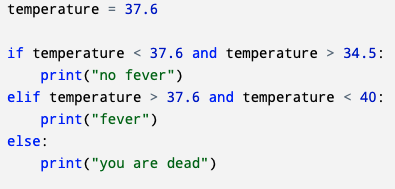 temperature = 37.6

if temperature < 37.6 and temperature > 34.5:
    print("no fever")
elif temperature > 37.6 and temperature < 40:
    print("fever")
else:
    print("you are dead")